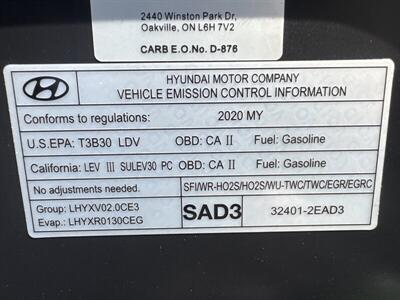 2440 Winston Park Dr,
Oakville, ON L6H 7V2
CARB E.O.No. D-876
HYUNDAI MOTOR COMPANY
VEHICLE EMISSION CONTROL INFORMATION
Conforms to regulations: 2020 MY
U.S.EPA: T3B30 LDV OBD: CA II Fuel: Gasoline
California: LEV III SULEV30 PC OBD: CA II Fuel: Gasoline
No adjustments needed. SFI/WR-HO2S/HO2S/WU-TWC/TWC/EGR/EGRC
Group: LHYXV02.0CE3
Evap.: LHYXR0130CEG
SAD3 32401-2EAD3